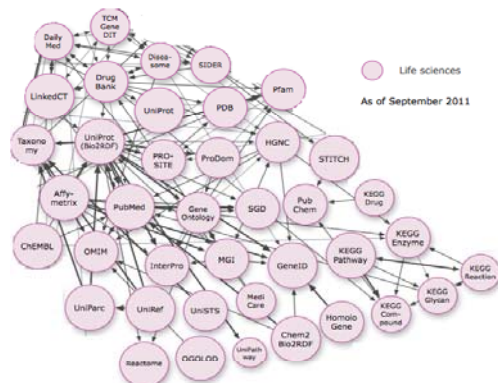 TCM
Gene
DIT
Daily
Med
Disea-
some
SIDER
Drug
Bank
LinkedCT
Pfam
Life sciences
UniProt
PDB
As of September 2011
Taxono
my
UniProt
(Bio2RDF)
HGNC
PRO-
SITE
ProDom
STITCH
Affy-
metrix
PubMed
Gene
Ontology
SGD
Pub
Chem
KEGG
Drug
KEGG
Enzyme
ChEMBL
OMIM
InterPro
MGI
GeneID
KEGG
Pathway
KEGG
Reaction
UniParc
UniRef
UniSTS
Medi
Care
KEGG
Glycan
KEGG
Com-
pound
Homolo
Gene
Chem2
Bio2RDF
Reactome
OGOLOD
UniPath
way